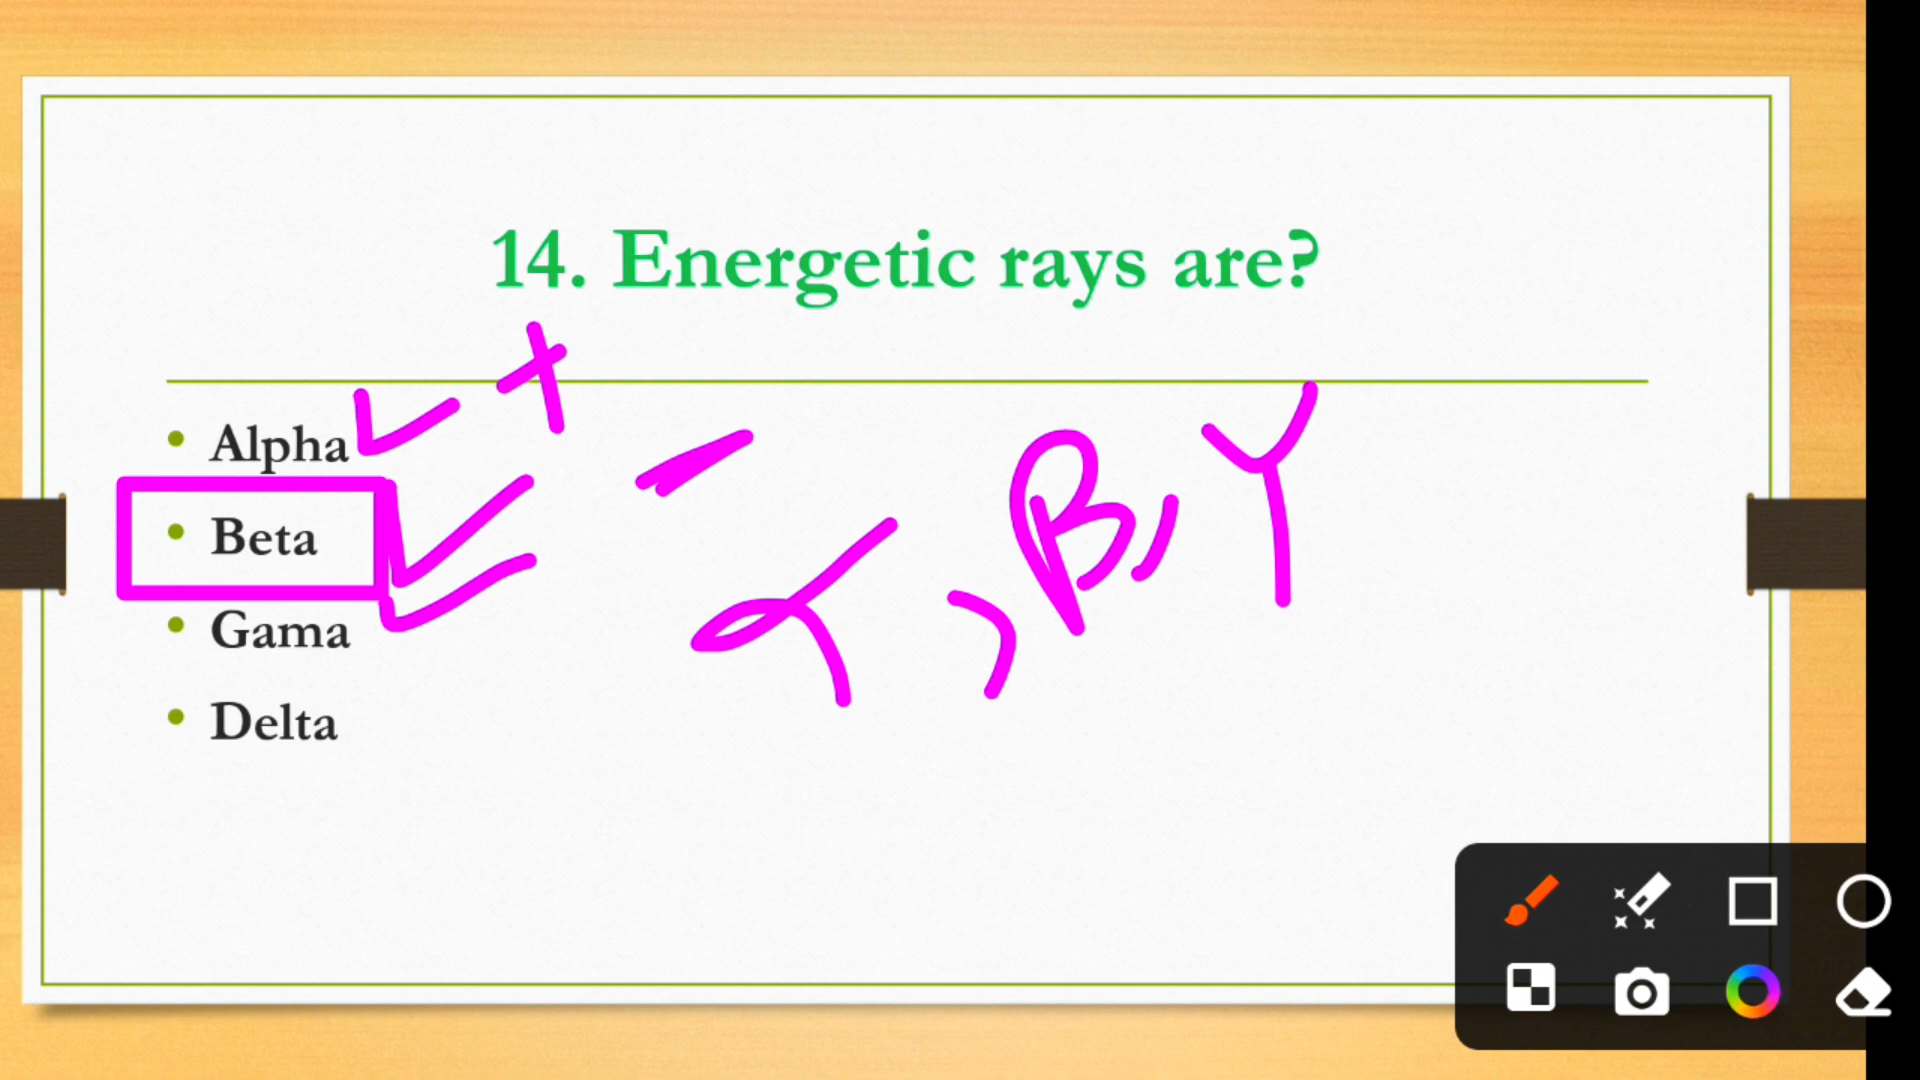 14. Energetic rays are?
+
Alpha
-
Beta
α, β, γ
Gama
Delta